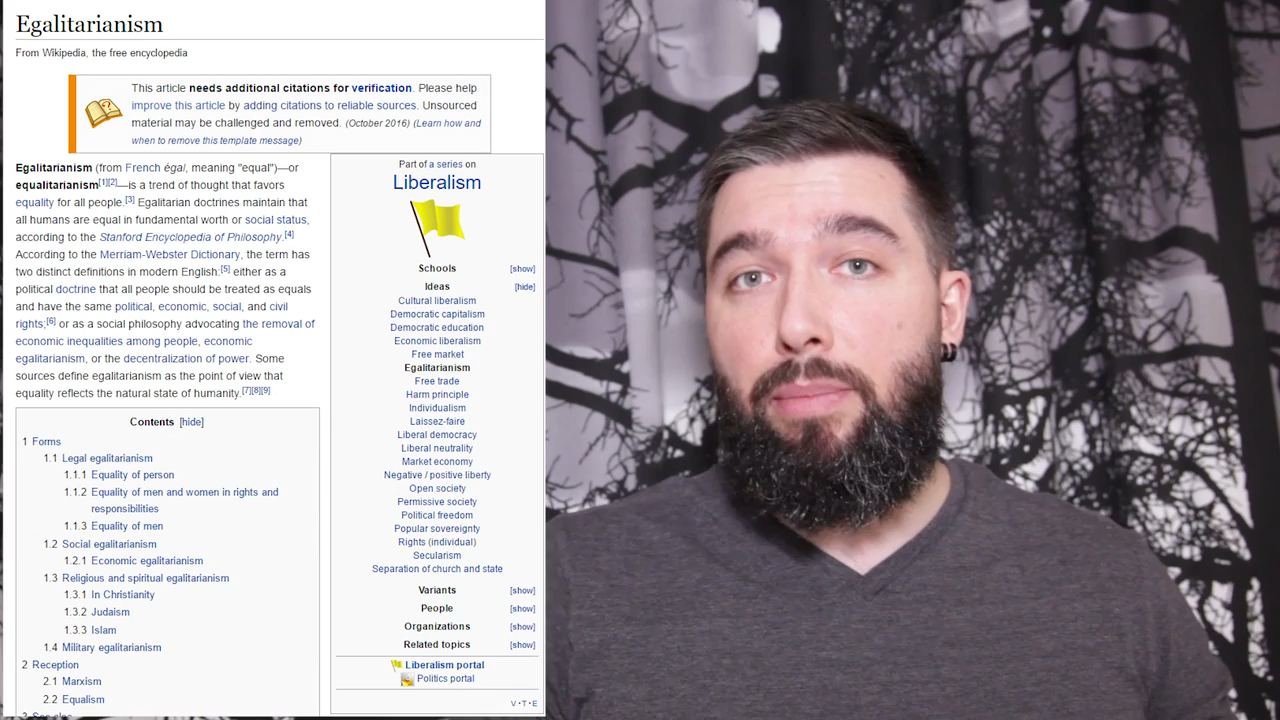 Egalitarianism
From Wikipedia, the free encyclopedia
This article needs additional citations for verification. Please help
improve this article by adding citations to reliable sources. Unsourced
material may be challenged and removed. (October 2016) (Learn how and
when to remove this template message)
Egalitarianism (from French égal, meaning "equal")—or
equalitarianism[1][2]—is a trend of thought that favors
equality for all people.[3] Egalitarian doctrines maintain that
all humans are equal in fundamental worth or social status,
according to the Stanford Encyclopedia of Philosophy.[4]
According to the Merriam-Webster Dictionary, the term has
two distinct definitions in modern English:[5] either as a
political doctrine that all people should be treated as equals
and have the same political, economic, social, and civil
rights;[6] or as a social philosophy advocating the removal of
economic inequalities among people, economic
egalitarianism, or the decentralization of power. Some
sources define egalitarianism as the point of view that
equality reflects the natural state of humanity.[7][8][9]
Contents [hide]
1 Forms
1.1 Legal egalitarianism
1.1.1 Equality of person
1.1.2 Equality of men and women in rights and
responsibilities
1.1.3 Equality of men
1.2 Social egalitarianism
1.2.1 Economic egalitarianism
1.3 Religious and spiritual egalitarianism
1.3.1 In Christianity
1.3.2 Judaism
1.3.3 Islam
1.4 Military egalitarianism
2 Reception
2.1 Marxism
2.2 Equalism
Part of a series on
Liberalism
Schools [show]
Ideas [hide]
Cultural liberalism
Democratic capitalism
Democratic education
Economic liberalism
Free market
Egalitarianism
Free trade
Harm principle
Individualism
Laissez-faire
Liberal democracy
Liberal neutrality
Market economy
Negative / positive liberty
Open society
Permissive society
Political freedom
Popular sovereignty
Rights (individual)
Secularism
Separation of church and state
Variants [show]
People [show]
Organizations [show]
Related topics [show]
Liberalism portal
Politics portal
V·T·E